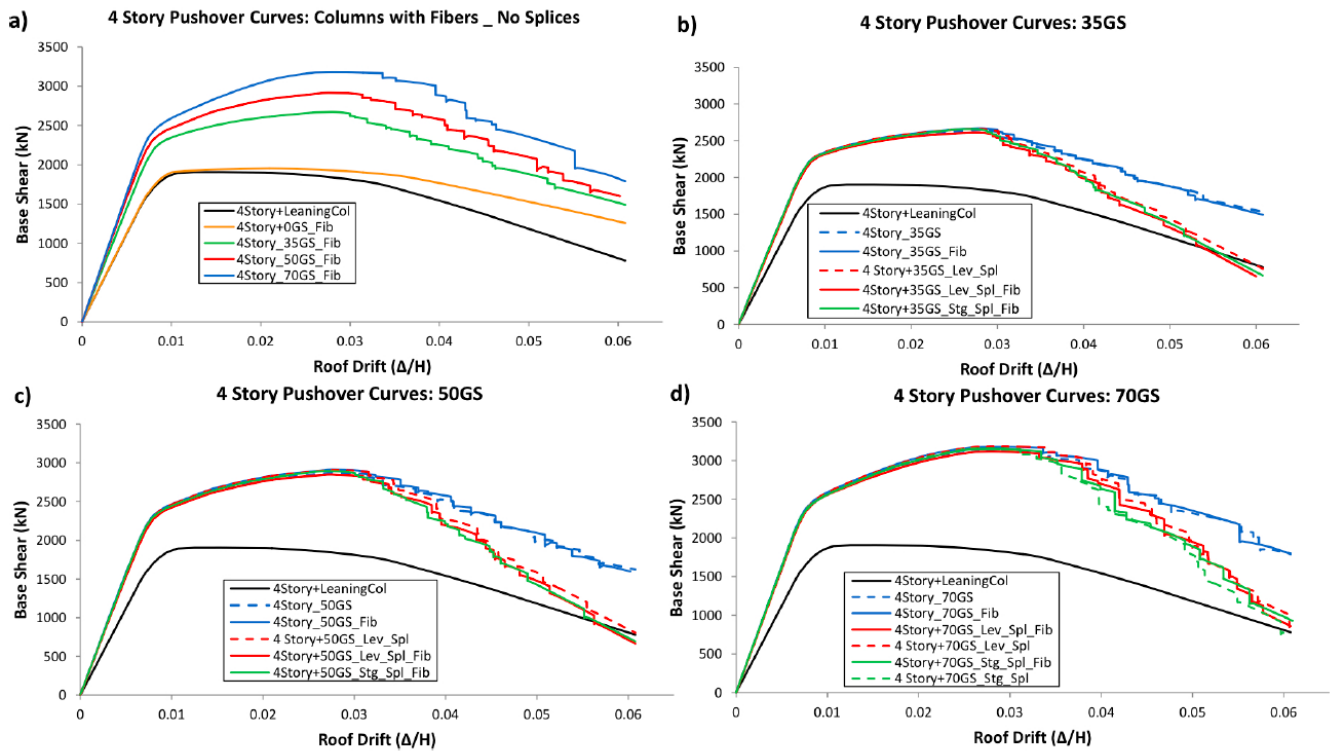 a)
4 Story Pushover Curves: Columns with Fibers _ No Splices
Base Shear (kN)
3500
3000
2500
2000
1500
1000
500
0
4Story+LeaningCol
4Story+0GS_Fib
4Story_35GS_Fib
4Story_50GS_Fib
4Story_70GS_Fib
0 0.01 0.02 0.03 0.04 0.05 0.06
Roof Drift (Δ/H)
b)
4 Story Pushover Curves: 35GS
Base Shear (kN)
3500
3000
2500
2000
1500
1000
500
0
4Story+LeaningCol
4Story_35GS
4Story_35GS_Fib
4 Story+35GS_Lev_Spl
4Story+35GS_Lev_Spl_Fib
4Story+35GS_Stg_Spl_Fib
0 0.01 0.02 0.03 0.04 0.05 0.06
Roof Drift (Δ/H)
c)
4 Story Pushover Curves: 50GS
Base Shear (kN)
3500
3000
2500
2000
1500
1000
500
0
4Story+LeaningCol
4Story_50GS
4Story_50GS_Fib
4 Story+50GS_Lev_Spl
4Story+50GS_Lev_Spl_Fib
4Story+50GS_Stg_Spl_Fib
0 0.01 0.02 0.03 0.04 0.05 0.06
Roof Drift (Δ/H)
d)
4 Story Pushover Curves: 70GS
Base Shear (kN)
3500
3000
2500
2000
1500
1000
500
0
4Story+LeaningCol
4Story_70GS
4Story_70GS_Fib
4Story+70GS_Lev_Spl_Fib
4 Story+70GS_Lev_Spl
4Story+70GS_Stg_Spl_Fib
4 Story+70GS_Stg_Spl
0 0.01 0.02 0.03 0.04 0.05 0.06
Roof Drift (Δ/H)